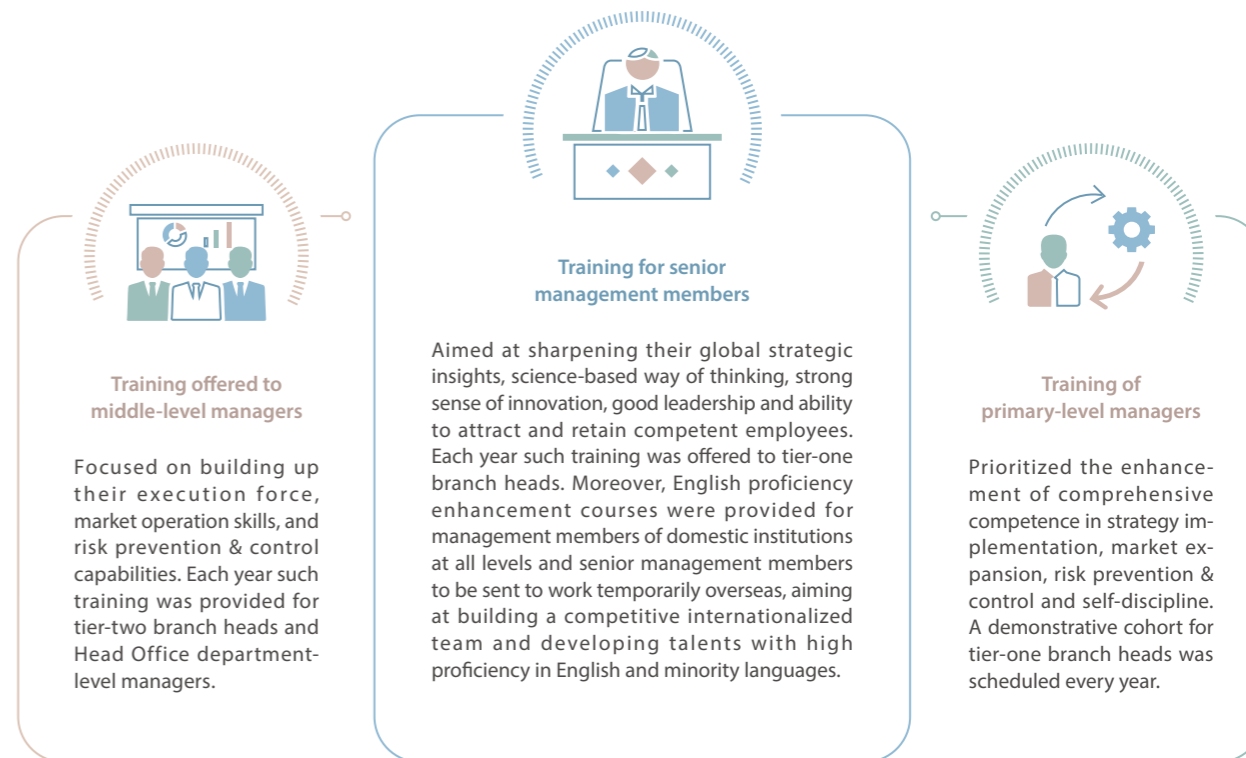 Training offered to
middle-level managers
Focused on building up
their execution force,
market operation skills, and
risk prevention & control
capabilities. Each year such
training was provided for
tier-two branch heads and
Head Office department-
level managers.
Training for senior
management members
Aimed at sharpening their global strategic
insights, science-based way of thinking, strong
sense of innovation, good leadership and ability
to attract and retain competent employees.
Each year such training was offered to tier-one
branch heads. Moreover, English proficiency
enhancement courses were provided for
management members of domestic institutions
at all levels and senior management members
to be sent to work temporarily overseas, aiming
at building a competitive internationalized
team and developing talents with high
proficiency in English and minority languages.
Training of
primary-level managers
Prioritized the enhance-
ment of comprehensive
competence in strategy im-
plementation, market ex-
pansion, risk prevention &
control and self-discipline.
A demonstrative cohort for
tier-one branch heads was
scheduled every year.